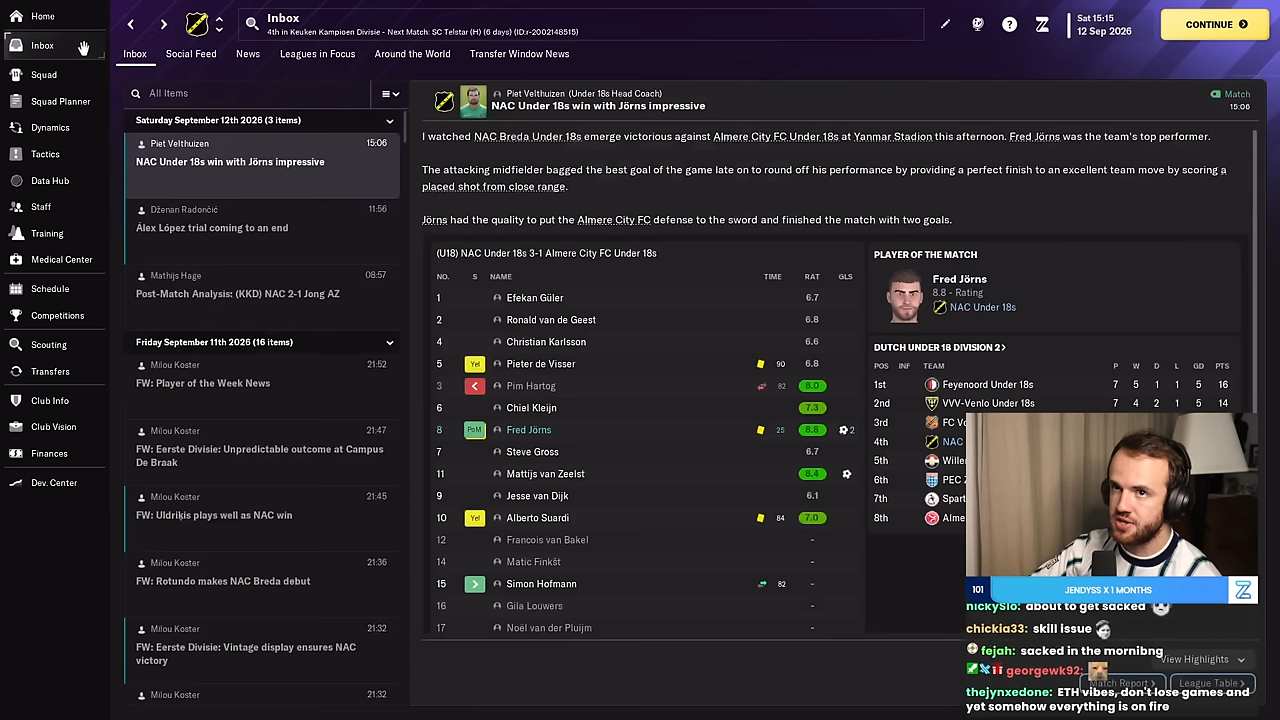 Home
Inbox
Squad
Squad Planner
Dynamics
Tactics
Data Hub
Staff
Training
Medical Center
Schedule
Competitions
Scouting
Transfers
Club Info
Club Vision
Finances
Dev. Center
Inbox
4th in Keuken Kampioen Divisie - Next Match: SC Telstar (H) (6 days) (ID:r-2002148515)
Sat 15:15
12 Sep 2026
CONTINUE
Inbox
Social Feed
News
Leagues in Focus
Around the World
Transfer Window News
All Items
Saturday September 12th 2026 (3 items)
Piet Velthuizen 15:06
NAC Under 18s win with Jörns impressive
Dženan Radončić 11:56
Álex López trial coming to an end
Mathijs Hage 08:57
Post-Match Analysis: (KKD) NAC 2-1 Jong AZ
Friday September 11th 2026 (16 items)
Milou Koster 21:52
FW: Player of the Week News
Milou Koster 21:47
FW: Eerste Divisie: Unpredictable outcome at Campus
De Braak
Milou Koster 21:45
FW: Uldriķis plays well as NAC win
Milou Koster 21:36
FW: Rotundo makes NAC Breda debut
Milou Koster 21:32
FW: Eerste Divisie: Vintage display ensures NAC
victory
Milou Koster 21:32
Piet Velthuizen (Under 18s Head Coach)
NAC Under 18s win with Jörns impressive
Match
15:06
I watched NAC Breda Under 18s emerge victorious against Almere City FC Under 18s at Yanmar Stadion this afternoon. Fred Jörns was the team's top performer.
The attacking midfielder bagged the best goal of the game late on to round off his performance by providing a perfect finish to an excellent team move by scoring a
placed shot from close range.
Jörns had the quality to put the Almere City FC defense to the sword and finished the match with two goals.
(U18) NAC Under 18s 3-1 Almere City FC Under 18s
NO. S NAME TIME RAT GLS
1 Efekan Güler 6.7
2 Ronald van de Geest 6.8
4 Christian Karlsson 6.6
5 Yel Pieter de Visser 90 6.8
3 Pim Hartog 82 8.0
6 Chiel Kleijn 7.3
8 PoM Fred Jörns 25 8.8 2
7 Steve Gross 6.7
11 Mattijs van Zeelst 8.4
9 Jesse van Dijk 6.1
10 Yel Alberto Suardi 84 7.0
12 Francois van Bakel -
14 Matic Finkšt -
15 Simon Hofmann 82 -
16 Gila Louwers -
17 Noël van der Pluijm -
PLAYER OF THE MATCH
Fred Jörns
8.8 - Rating
NAC Under 18s
DUTCH UNDER 18 DIVISION 2
POS INF TEAM P W D L GD PTS
1st Feyenoord Under 18s 7 5 1 1 5 16
2nd VVV-Venlo Under 18s 7 4 2 1 5 14
3rd FC Vo
4th NAC
5th Willer
6th PEC Z
7th Spart
8th Alme
101 JENDYSS X 1 MONTHS
nickyslo: about to get sacked
chickia33: skill issue
fejah: sacked in the mornibng
georgewk92:
thejynxedone: ETH vibes, don't lose games and
yet somehow everything is on fire
View Highlights
Match Report
League Table